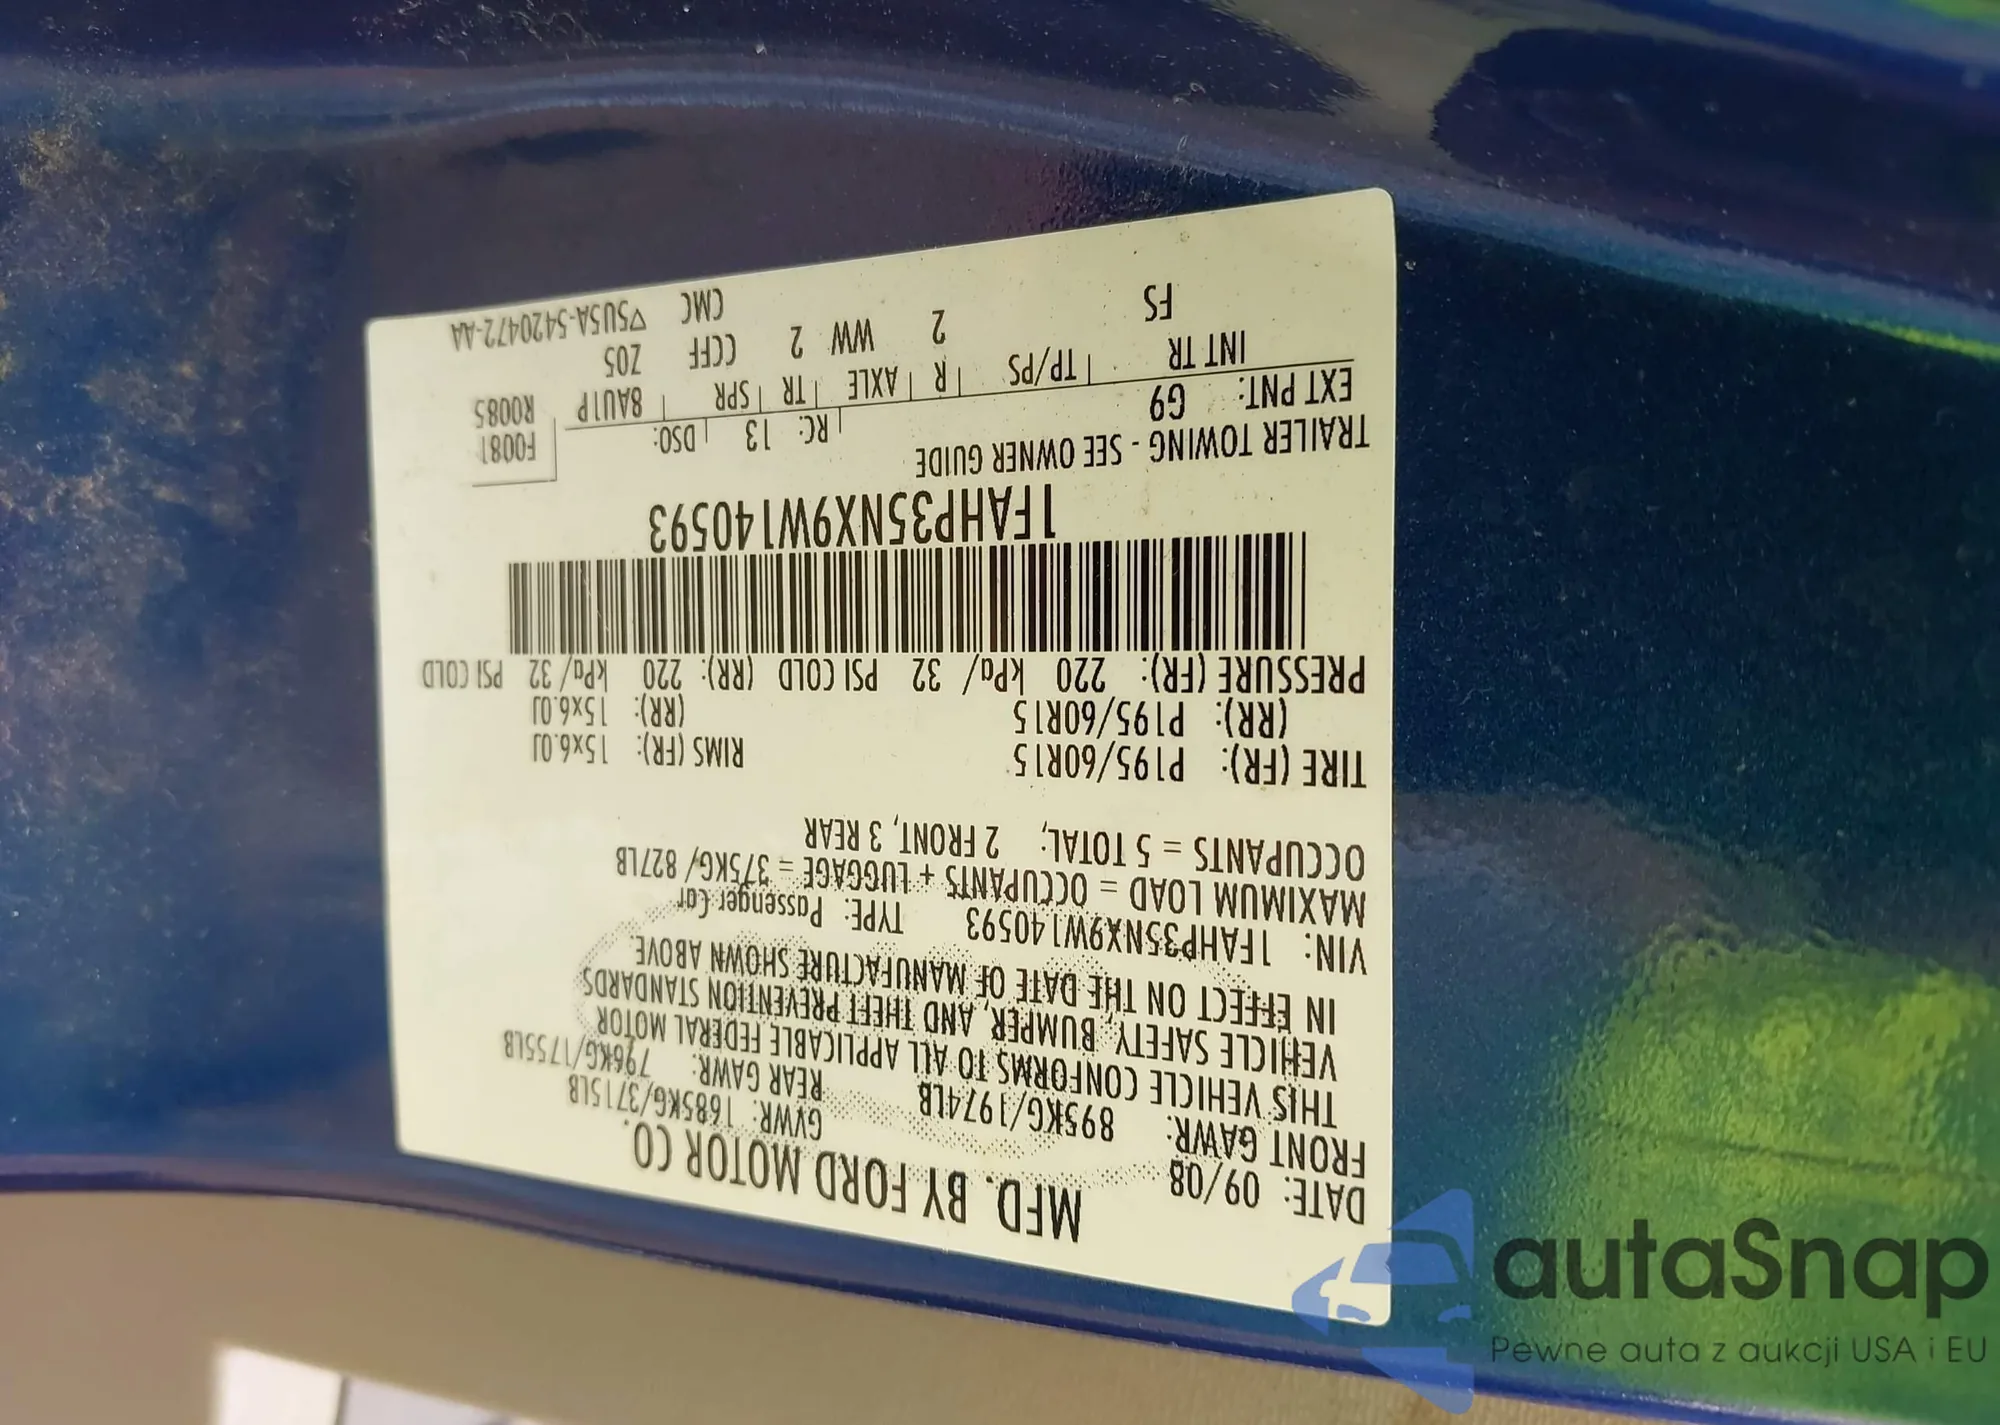 MFD. BY FORD MOTOR CO.
DATE: 09/08 GVWR: 1685KG/3715LB
FRONT GAWR: 895KG/1974LB REAR GAWR: 796KG/1755LB
THIS VEHICLE CONFORMS TO ALL APPLICABLE FEDERAL MOTOR
VEHICLE SAFETY, BUMPER, AND THEFT PREVENTION STANDARDS
IN EFFECT ON THE DATE OF MANUFACTURE SHOWN ABOVE.
VIN: 1FAHP35NX9W140593 TYPE: Passenger Car
MAXIMUM LOAD = OCCUPANTS + LUGGAGE = 375KG/ 827LB
OCCUPANTS = 5 TOTAL, 2 FRONT, 3 REAR
TIRE (FR): P195/60R15 RIMS (FR): 15x6.0J
(RR): P195/60R15 (RR): 15x6.0J
PRESSURE (FR): 220 kPa/ 32 PSI COLD (RR): 220 kPa/ 32 PSI COLD
1FAHP35NX9W140593
TRAILER TOWING - SEE OWNER GUIDE
F0081
EXT PNT: G9 RC: 13 DSO:
R0085
INT TR TP/PS R AXLE TR SPR 8AU1P
FS 2 WW 2 CCFF Z05
CMC ▽5U5A-5420472-AA
autaSnap
Pewne auta z aukcji USA i EU